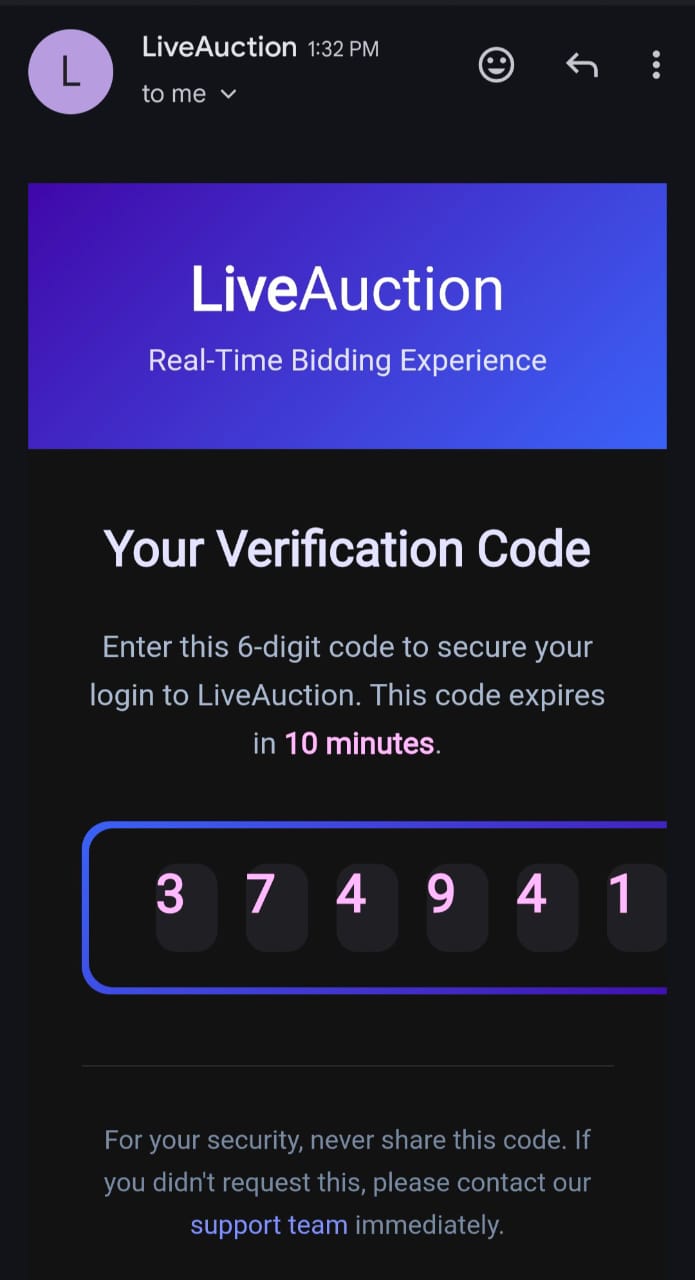 L
LiveAuction 1:32 PM
to me
LiveAuction
Real-Time Bidding Experience
Your Verification Code
Enter this 6-digit code to secure your
login to LiveAuction. This code expires
in 10 minutes.
3 7 4 9 4 1
For your security, never share this code. If
you didn't request this, please contact our
support team immediately.